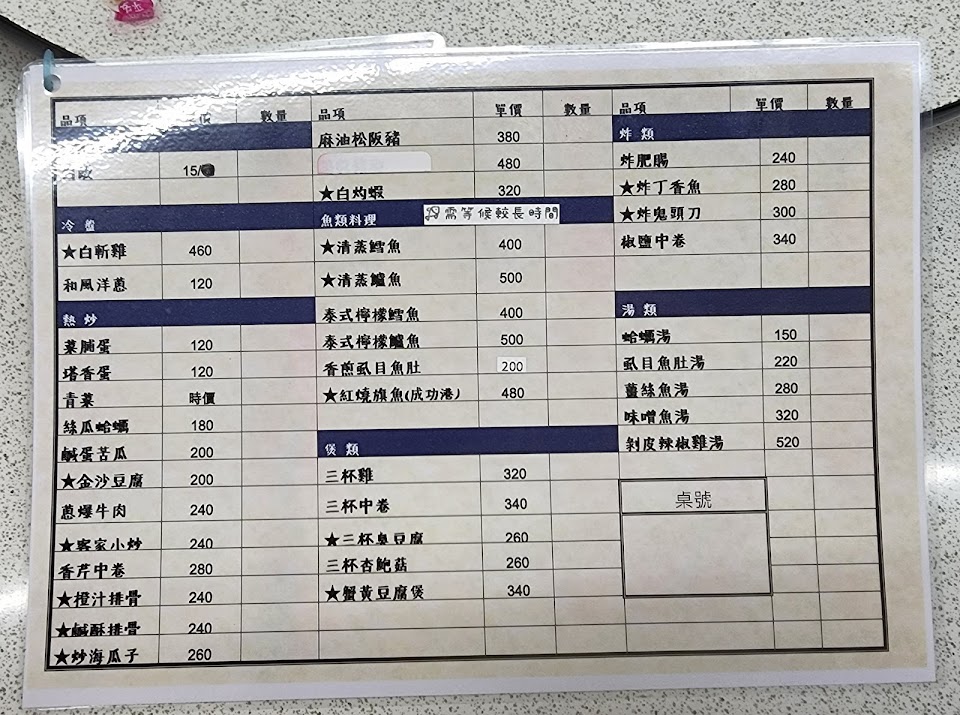 品項 價 數量
白飯 15/
冷盤
★白斬雞 460
和風洋蔥 120
熱炒
菜脯蛋 120
塔香蛋 120
青菜 時價
絲瓜蛤蠣 180
鹹蛋苦瓜 200
★金沙豆腐 200
蔥爆牛肉 240
★客家小炒 240
香芹中卷 280
★橙汁排骨 240
★鹹酥排骨 240
★炒海瓜子 260
品項 單價 數量
麻油松阪豬 380
480
★白灼蝦 320
魚類料理 需等候較長時間
★清蒸鱈魚 400
★清蒸鱸魚 500
泰式檸檬鱈魚 400
泰式檸檬鱸魚 500
香煎虱目魚肚 200
★紅燒旗魚(成功港) 480
煲類
三杯雞 320
三杯中卷 340
★三杯臭豆腐 260
三杯杏鮑菇 260
★蟹黃豆腐煲 340
品項 單價 數量
炸類
炸肥腸 240
★炸丁香魚 280
★炸鬼頭刀 300
椒鹽中卷 340
湯類
蛤蠣湯 150
虱目魚肚湯 220
薑絲魚湯 280
味噌魚湯 320
剝皮辣椒雞湯 520
桌號